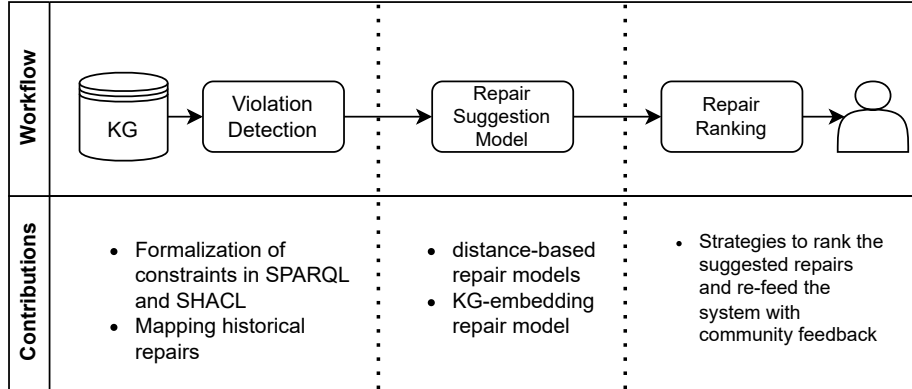 Workflow
KG
Violation
Detection
Repair
Suggestion
Model
Repair
Ranking
Contributions
• Formalization of
constraints in SPARQL
and SHACL
• Mapping historical
repairs
• distance-based
repair models
• KG-embedding
repair model
• Strategies to rank the
suggested repairs
and re-feed the
system with
community feedback